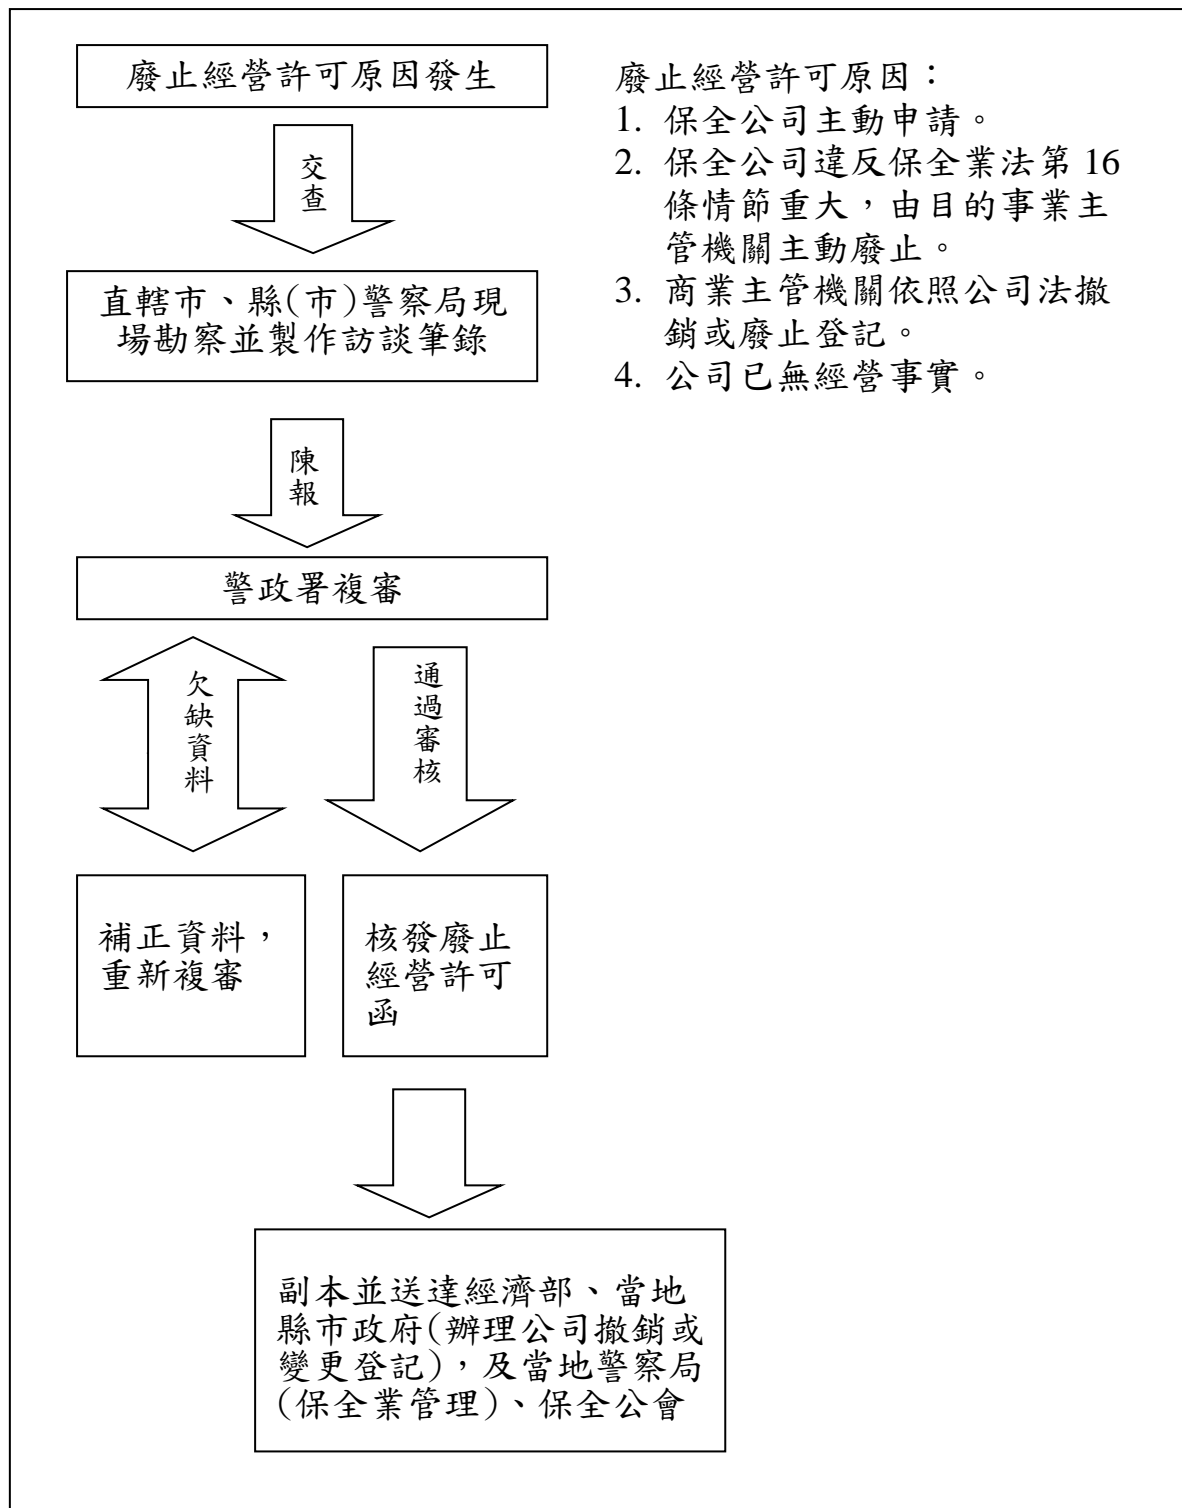 廢止經營許可原因發生
交查
直轄市、縣(市)警察局現
場勘察並製作訪談筆錄
陳報
警政署複審
欠缺資料
通過審核
補正資料，
重新複審
核發廢止
經營許可
函
副本並送達經濟部、當地
縣市政府(辦理公司撤銷或
變更登記)，及當地警察局
(保全業管理)、保全公會
廢止經營許可原因：
1. 保全公司主動申請。
2. 保全公司違反保全業法第 16
條情節重大，由目的事業主
管機關主動廢止。
3. 商業主管機關依照公司法撤
銷或廢止登記。
4. 公司已無經營事實。